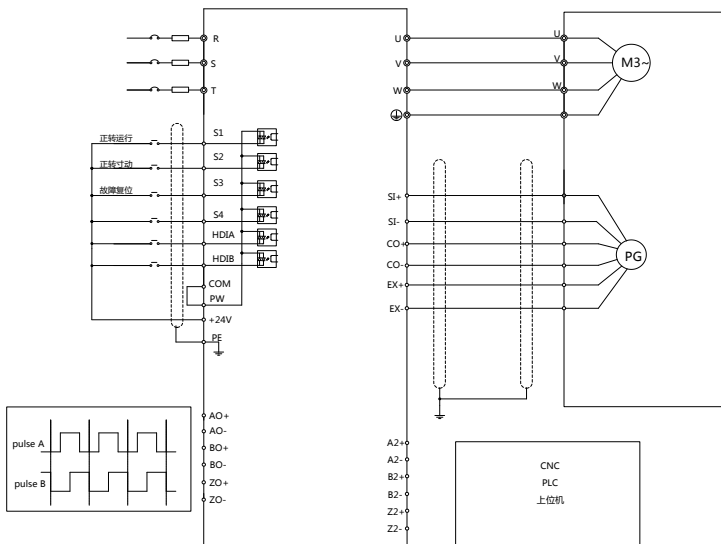 R
S
T
正转运行
正转寸动
故障复位
S1
S2
S3
S4
HDIA
HDIB
COM
PW
+24V
PE
U
V
W
U
V
W
M3~
SI+
SI-
CO+
CO-
EX+
EX-
PG
pulse A
pulse B
AO+
AO-
BO+
BO-
ZO+
ZO-
A2+
A2-
B2+
B2-
Z2+
Z2-
CNC
PLC
上位机